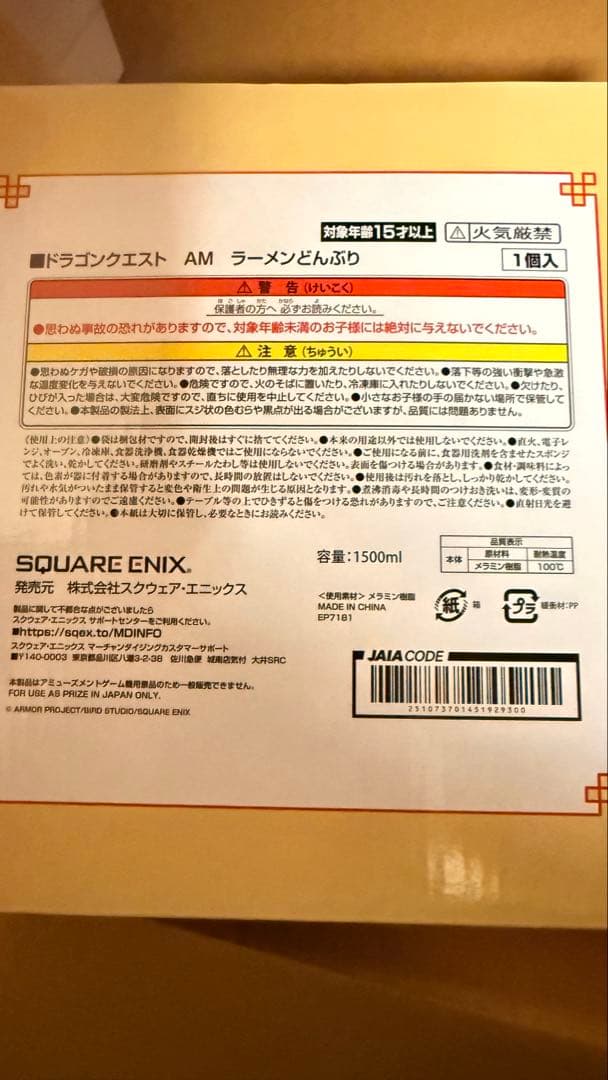 対象年齢15才以上 ⚠火気厳禁
■ドラゴンクエスト AM ラーメンどんぶり 1個入
⚠警告(けいこく)
保護者の方へ 必ずお読みください。
●思わぬ事故の恐れがありますので、対象年齢未満のお子様には絶対に与えないでください。
⚠注意(ちゅうい)
●思わぬケガや破損の原因になりますので、落としたり無理な力を加えたりしないでください。●落下等の強い衝撃や急激
な温度変化を与えないでください。●危険ですので、火のそばに置いたり、冷凍庫に入れたりしないでください。●欠けたり、
ひびが入った場合は、大変危険ですので、直ちに使用を中止してください。●小さなお子様の手の届かない場所で保管して
ください。●本製品の製法上、表面にスジ状の色むらや黒点が出る場合がございますが、品質には問題ありません。
〈使用上の注意〉●袋は梱包材ですので、開封後はすぐに捨ててください。●本来の用途以外では使用しないでください。●直火、電子レ
ンジ、オーブン、冷凍庫、食器洗浄機、食器乾燥機ではご使用にならないでください。●ご使用になる前に、食器用洗剤を含ませたスポンジ
でよく洗い、乾かしてください。研磨剤やスチールたわし等は使用しないでください。表面を傷つける場合があります。●食材・調味料によっ
ては、色素が器に付着する場合がありますので、長時間の放置はしないでください。●使用後は汚れを落とし、しっかり乾かしてください。
汚れや水気がついたまま保管すると変色や衛生上の問題が生じる原因となります。●煮沸消毒や長時間のつけおき洗いは、変形・変質の
可能性がありますのでご遠慮ください。●テーブル等の上でひきずると傷をつける恐れがありますので、ご注意ください。●直射日光を避
けて保管してください。●本紙は大切に保管し、必要なときにお読みください。
SQUARE ENIX®
発売元 株式会社スクウェア・エニックス
製品に関して不都合な点がございましたら
スクウェア・エニックス サポートセンターをご利用ください。
■https://sqex.to/MDINFO
スクウェア・エニックス マーチャンダイジングカスタマーサポート
■〒140-0003 東京都品川区八潮3-2-38 佐川急便 城南店気付 大井SRC
本製品はアミューズメントゲーム機用景品のため一般販売できません。
FOR USE AS PRIZE IN JAPAN ONLY.
© ARMOR PROJECT/BIRD STUDIO/SQUARE ENIX
容量:1500ml
品質表示
本体 原材料 耐熱温度
メラミン樹脂 100℃
<使用素材> メラミン樹脂
MADE IN CHINA
EP7181
紙 箱
プラ 緩衝材:PP
JAIA CODE
251073701451929300